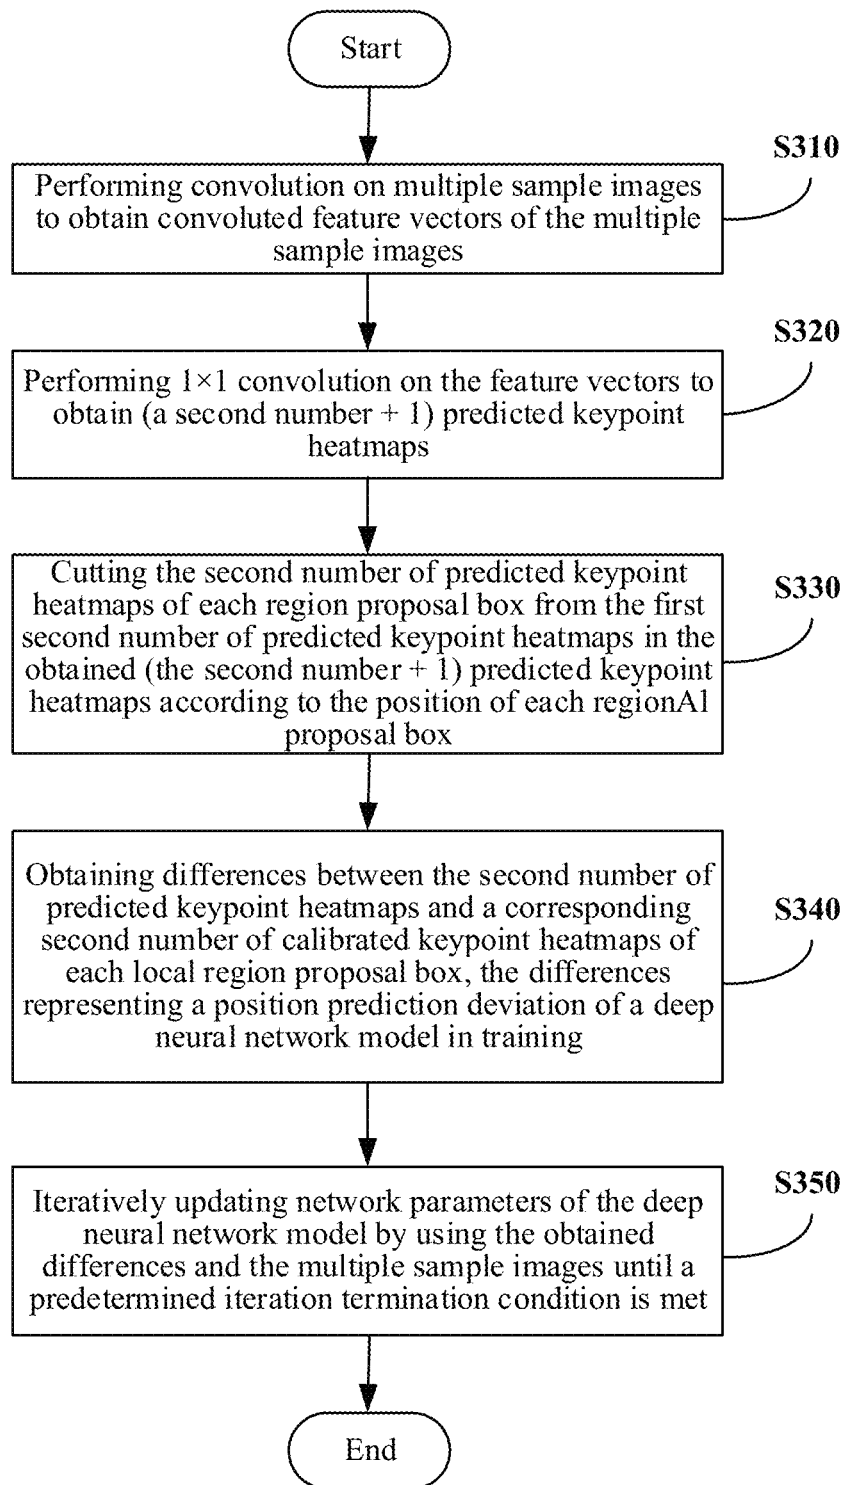 Start
S310
Performing convolution on multiple sample images
to obtain convoluted feature vectors of the multiple
sample images
S320
Performing 1×1 convolution on the feature vectors to
obtain (a second number + 1) predicted keypoint
heatmaps
S330
Cutting the second number of predicted keypoint
heatmaps of each region proposal box from the first
second number of predicted keypoint heatmaps in the
obtained (the second number + 1) predicted keypoint
heatmaps according to the position of each regionAl
proposal box
S340
Obtaining differences between the second number of
predicted keypoint heatmaps and a corresponding
second number of calibrated keypoint heatmaps of
each local region proposal box, the differences
representing a position prediction deviation of a deep
neural network model in training
S350
Iteratively updating network parameters of the deep
neural network model by using the obtained
differences and the multiple sample images until a
predetermined iteration termination condition is met
End